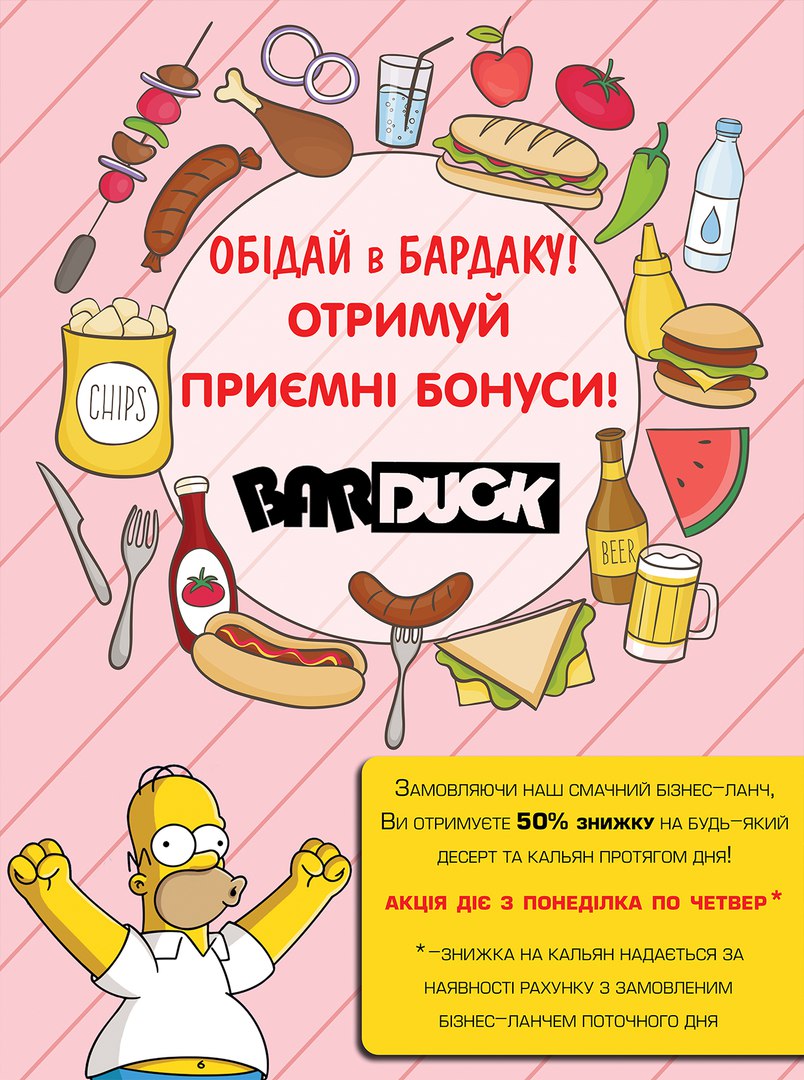 ОБІДАЙ в БАРДАКУ!
ОТРИМУЙ
ПРИЄМНІ БОНУСИ!
BARDUCK
CHIPS
BEER
Замовляючи наш смачний бізнес-ланч,
Ви отримуєте 50% знижку на будь-який
десерт та кальян протягом дня!
АКЦІЯ ДІЄ З ПОНЕДІЛКА ПО ЧЕТВЕР*
*-знижка на кальян надається за
наявності рахунку з замовленим
бізнес-ланчем поточного дня